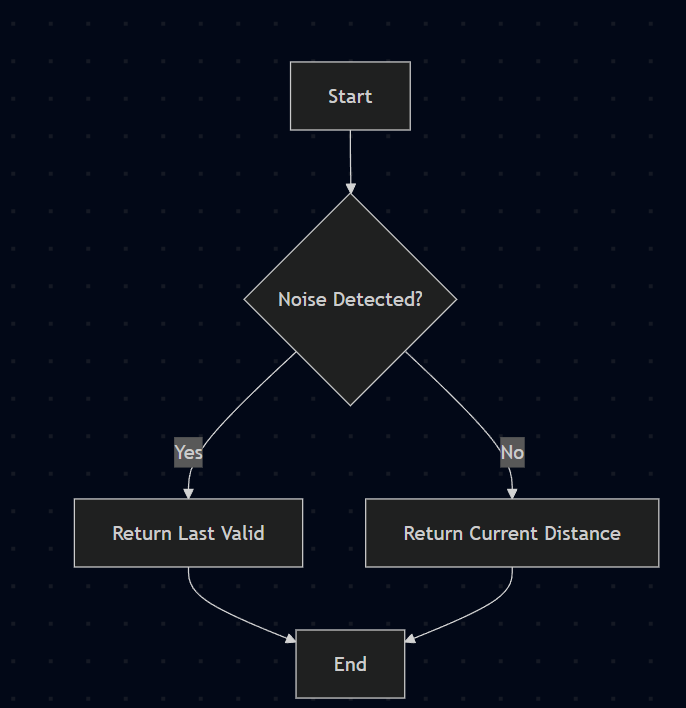 Start
Noise Detected?
Yes
No
Return Last Valid
Return Current Distance
End